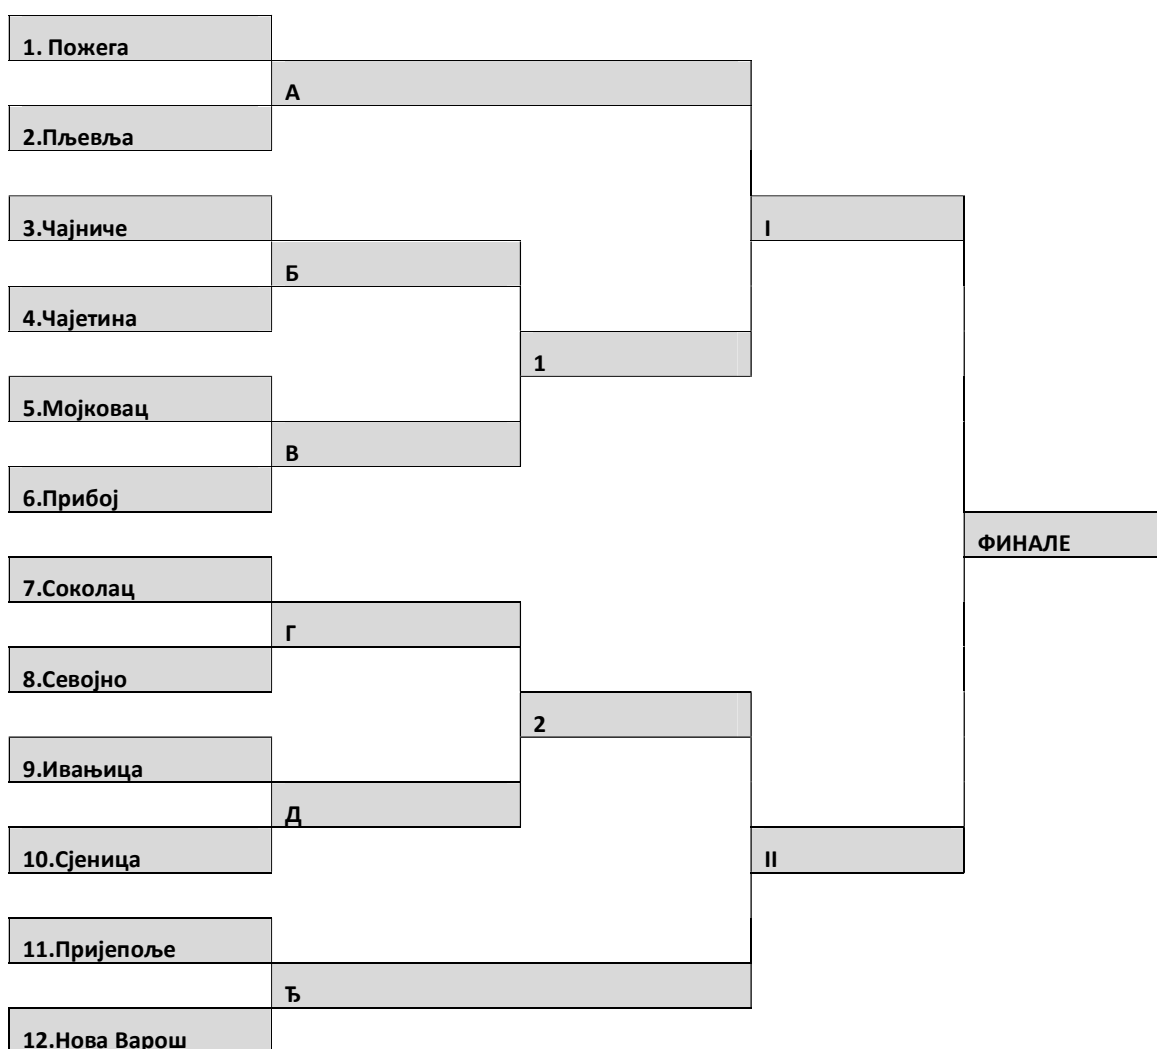 1. Пожега
А
2.Пљевља
3.Чајниче
I
Б
4.Чајетина
1
5.Мојковац
В
6.Прибој
ФИНАЛЕ
7.Соколац
Г
8.Севојно
2
9.Ивањица
Д
10.Сјеница
II
11.Пријепоље
Ђ
12.Нова Варош